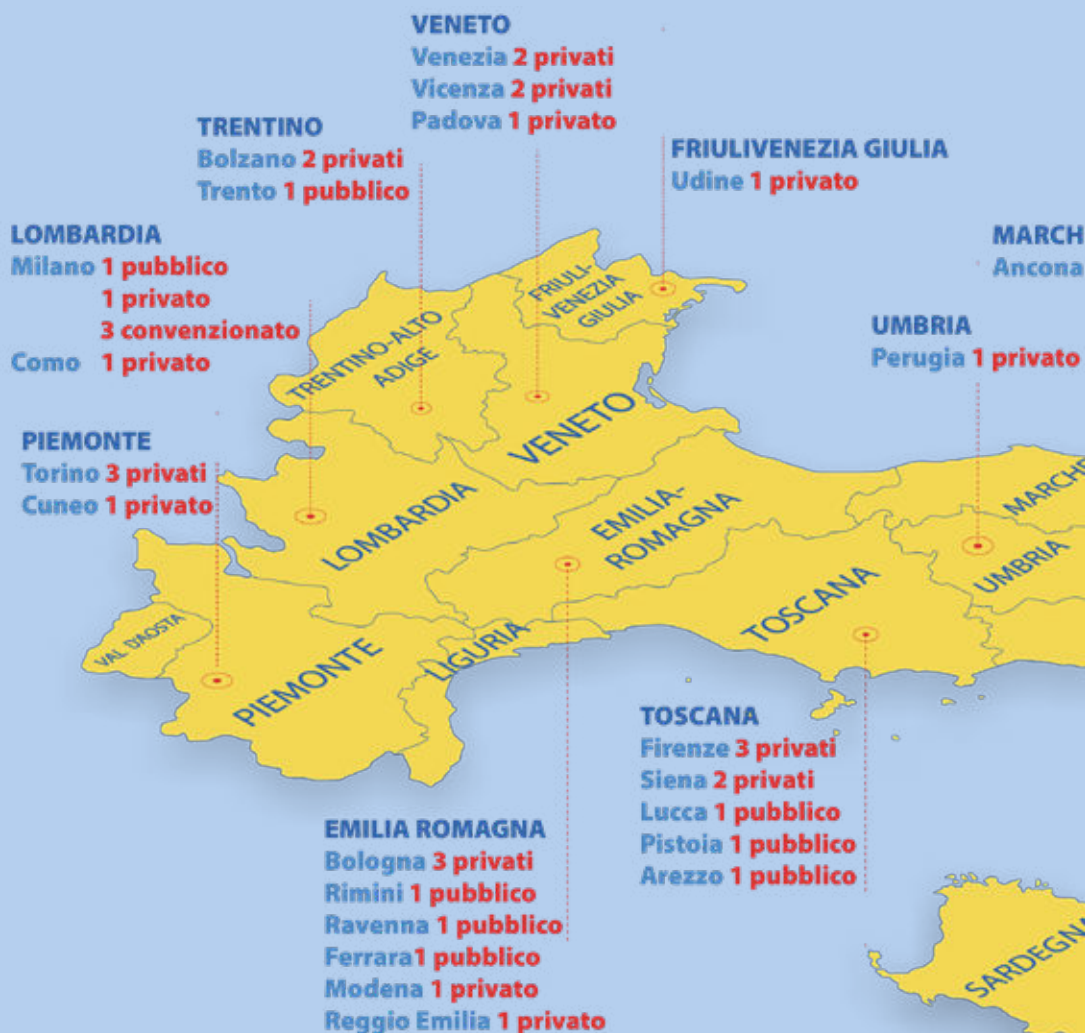 VENETO
Venezia 2 privati
Vicenza 2 privati
Padova 1 privato
TRENTINO
Bolzano 2 privati
Trento 1 pubblico
FRIULIVENEZIA GIULIA
Udine 1 privato
LOMBARDIA
Milano 1 pubblico
1 privato
3 convenzionato
Como 1 privato
MARCH
Ancona
UMBRIA
Perugia 1 privato
PIEMONTE
Torino 3 privati
Cuneo 1 privato
FRIULI-
VENEZIA
GIULIA
TRENTINO-ALTO
ADIGE
VENETO
LOMBARDIA
EMILIA-
ROMAGNA
MARCHE
UMBRIA
TOSCANA
VAL D'AOSTA
PIEMONTE
LIGURIA
TOSCANA
Firenze 3 privati
Siena 2 privati
Lucca 1 pubblico
Pistoia 1 pubblico
Arezzo 1 pubblico
EMILIA ROMAGNA
Bologna 3 privati
Rimini 1 pubblico
Ravenna 1 pubblico
Ferrara1 pubblico
Modena 1 privato
Reggio Emilia 1 privato
SARDEGNA